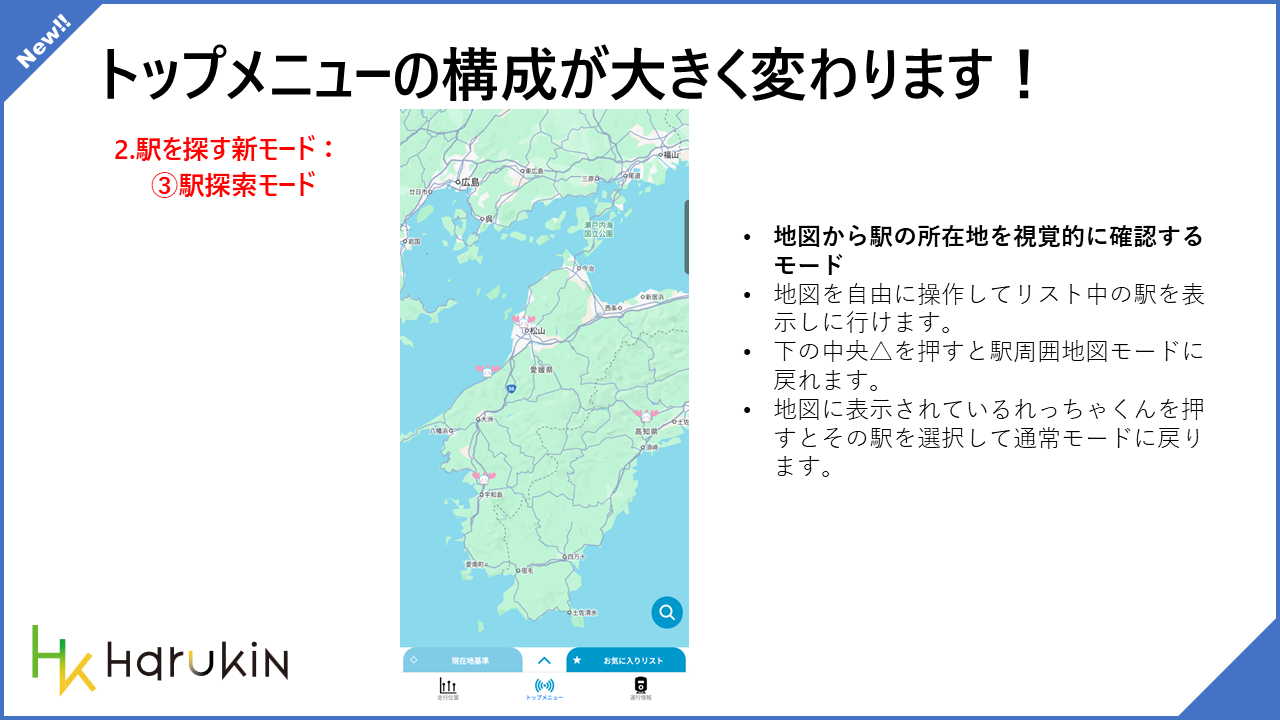 New!!
トップメニューの構成が大きく変わります！
2.駅を探す新モード：
③駅探索モード
福山
東広島
三原
尾道
広島
廿日市
呉
瀬戸内海
国立公園
岩国
今治
新居浜
西条
松山
愛媛県
56
大洲
八幡浜
高知県
土佐
須崎
宇和島
四万十
愛南町
宿毛
土佐清水
現在地基準
お気に入りリスト
走行位置
トップメニュー
運行情報
• 地図から駅の所在地を視覚的に確認する
モード
• 地図を自由に操作してリスト中の駅を表
示しに行けます。
• 下の中央△を押すと駅周囲地図モードに
戻れます。
• 地図に表示されているれっちゃくんを押
すとその駅を選択して通常モードに戻り
ます。
HK HarukiN